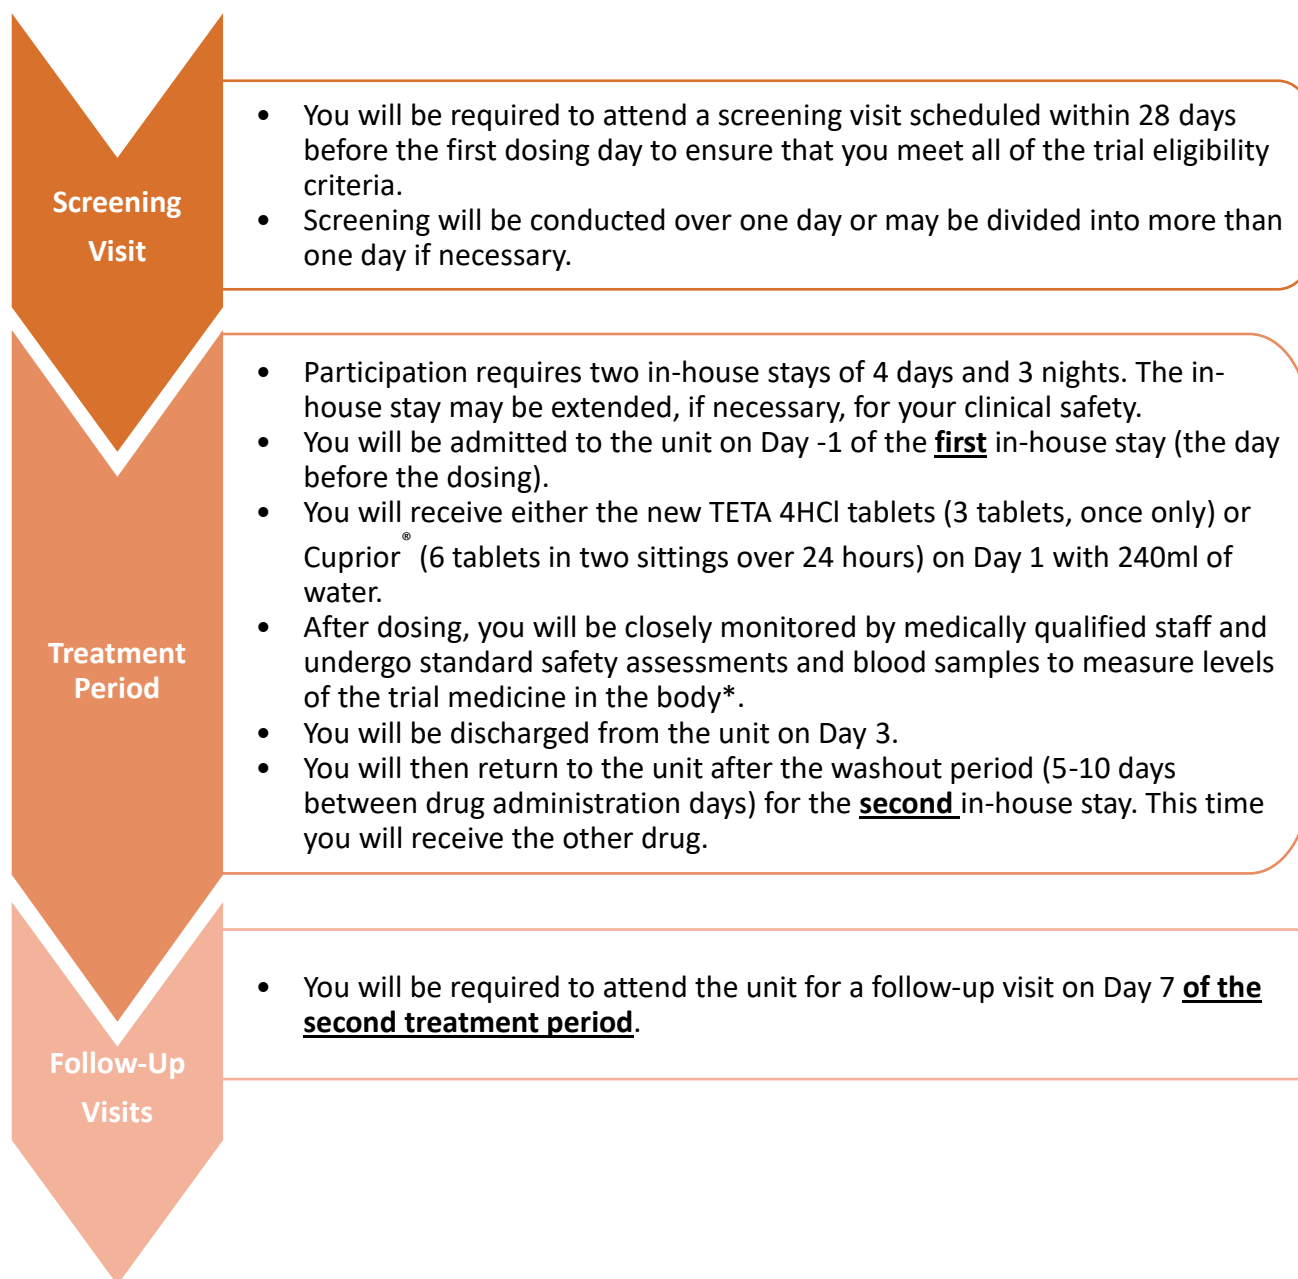 Screening
Visit
• You will be required to attend a screening visit scheduled within 28 days
before the first dosing day to ensure that you meet all of the trial eligibility
criteria.
• Screening will be conducted over one day or may be divided into more than
one day if necessary.
Treatment
Period
• Participation requires two in-house stays of 4 days and 3 nights. The in-
house stay may be extended, if necessary, for your clinical safety.
• You will be admitted to the unit on Day -1 of the first in-house stay (the day
before the dosing).
• You will receive either the new TETA 4HCl tablets (3 tablets, once only) or
Cuprior® (6 tablets in two sittings over 24 hours) on Day 1 with 240ml of
water.
• After dosing, you will be closely monitored by medically qualified staff and
undergo standard safety assessments and blood samples to measure levels
of the trial medicine in the body*.
• You will be discharged from the unit on Day 3.
• You will then return to the unit after the washout period (5-10 days
between drug administration days) for the second in-house stay. This time
you will receive the other drug.
Follow-Up
Visits
• You will be required to attend the unit for a follow-up visit on Day 7 of the
second treatment period.